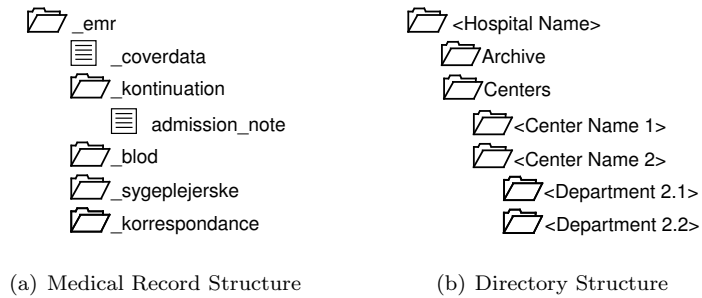 _emr
_coverdata
_kontinuation
admission_note
_blod
_sygeplejerske
_korrespondance
(a) Medical Record Structure
<Hospital Name>
Archive
Centers
<Center Name 1>
<Center Name 2>
<Department 2.1>
<Department 2.2>
(b) Directory Structure